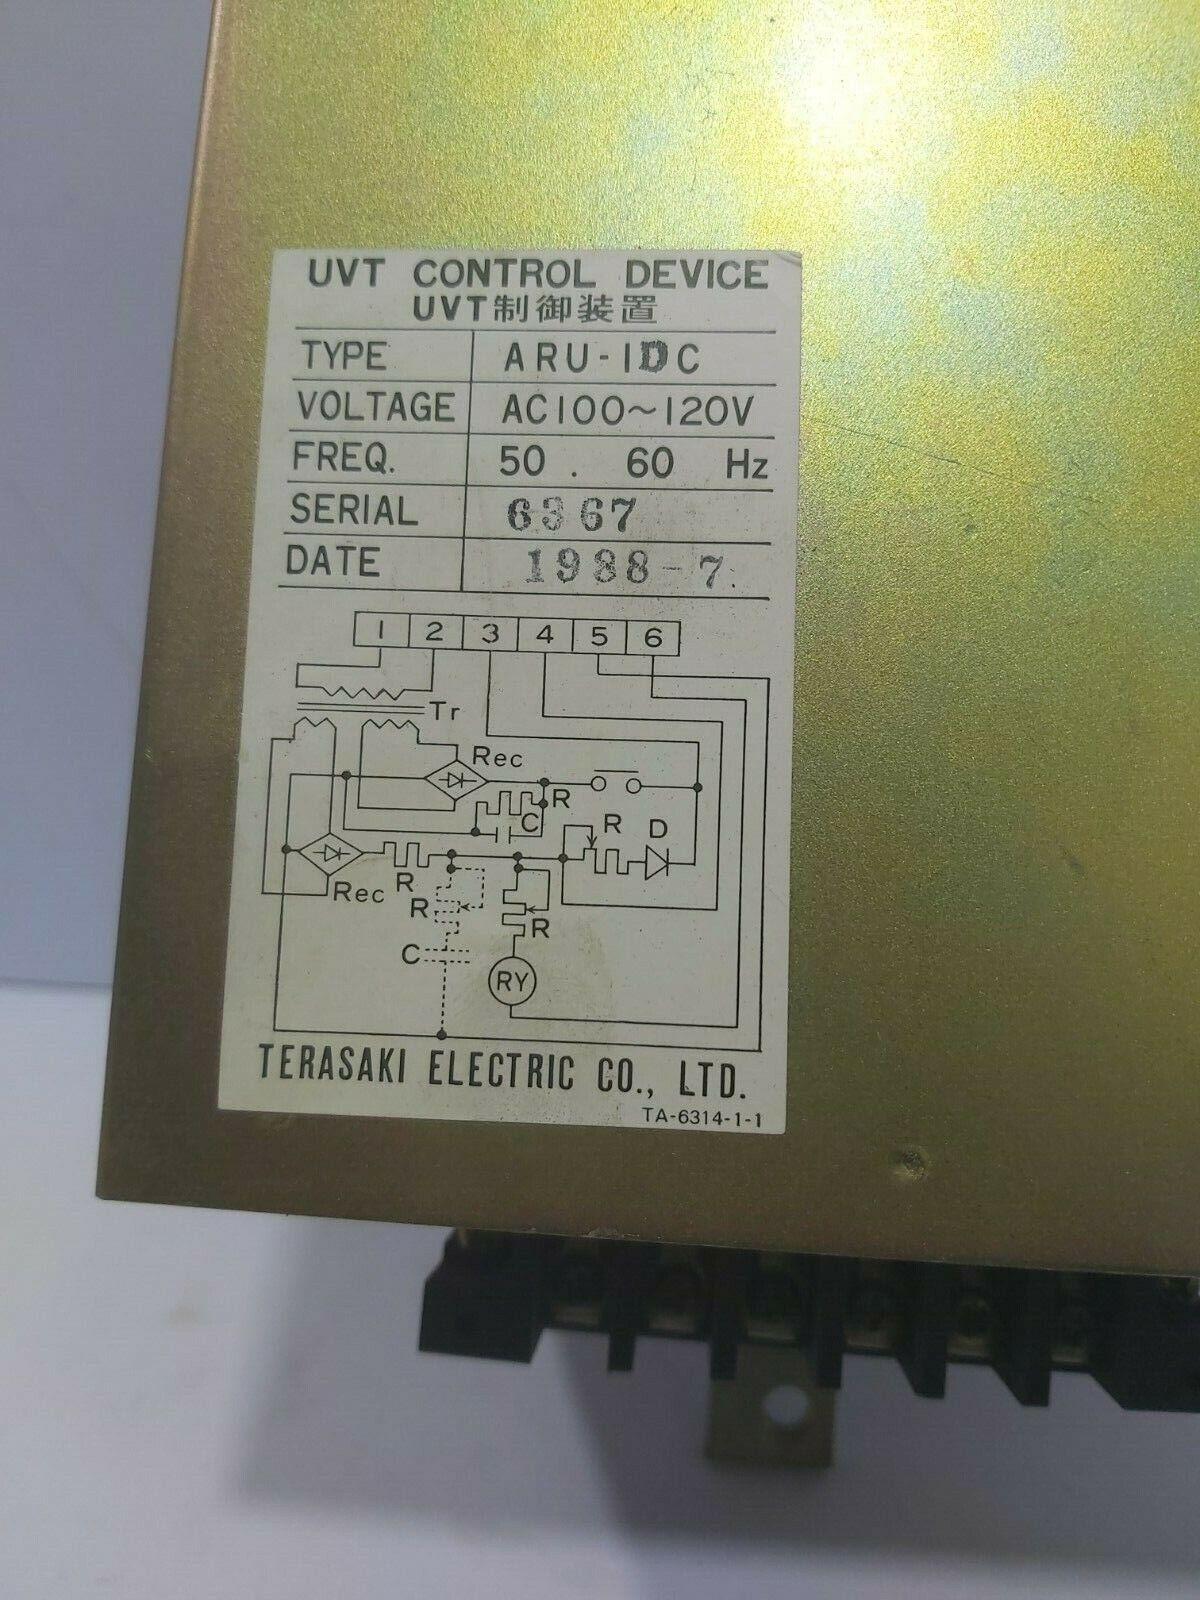 UVT CONTROL DEVICE
UVT制御装置
TYPE ARU-1DC
VOLTAGE AC100~120V
FREQ. 50 . 60 Hz
SERIAL 6367
DATE 1988-7.
1 2 3 4 5 6
Tr
Rec
R
C
R D
R
Rec
R
R
C
RY
TERASAKI ELECTRIC CO., LTD.
TA-6314-1-1